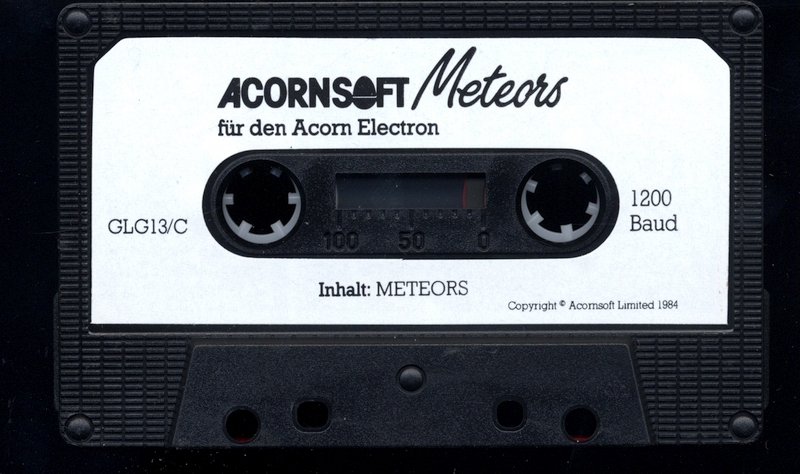 ACORNSOFT Meteors
für den Acorn Electron
GLG13/C
1200
Baud
100 50 0
Inhalt: METEORS
Copyright © Acornsoft Limited 1984